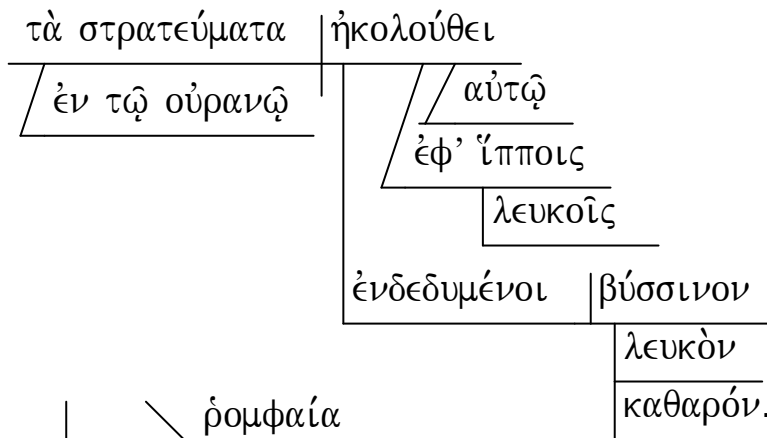 τὰ στρατεύματα ἠκολούθει
ἐν τῷ οὐρανῷ
αὐτῷ
ἐφ’ ἵπποις
λευκοῖς
ἐνδεδυμένοι βύσσινον
λευκὸν
καθαρόν.
ῥομφαία